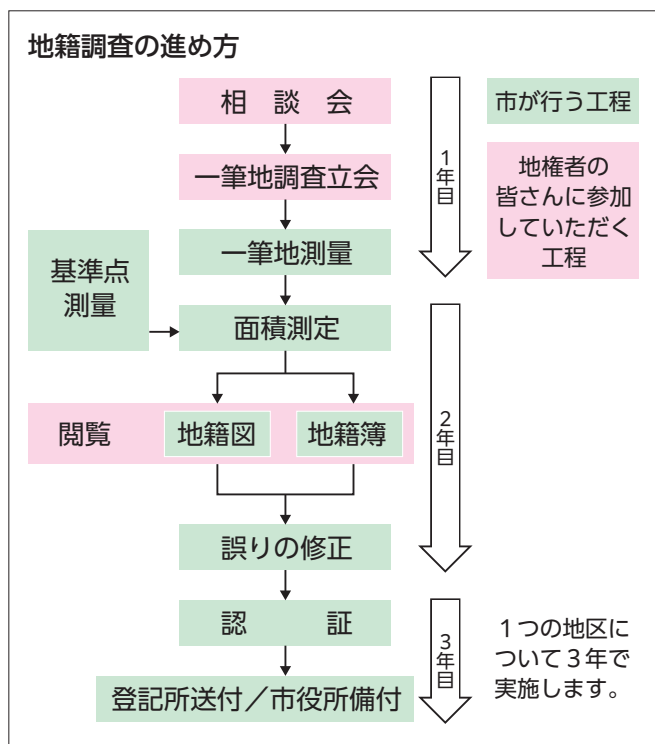 地籍調査の進め方
相　談　会
一筆地調査立会
一筆地測量
基準点
測量
面積測定
閲覧
地籍図
地籍簿
誤りの修正
認　　証
登記所送付／市役所備付
1年目
2年目
3年目
市が行う工程
地権者の
皆さんに参加
していただく
工程
１つの地区に
ついて３年で
実施します。